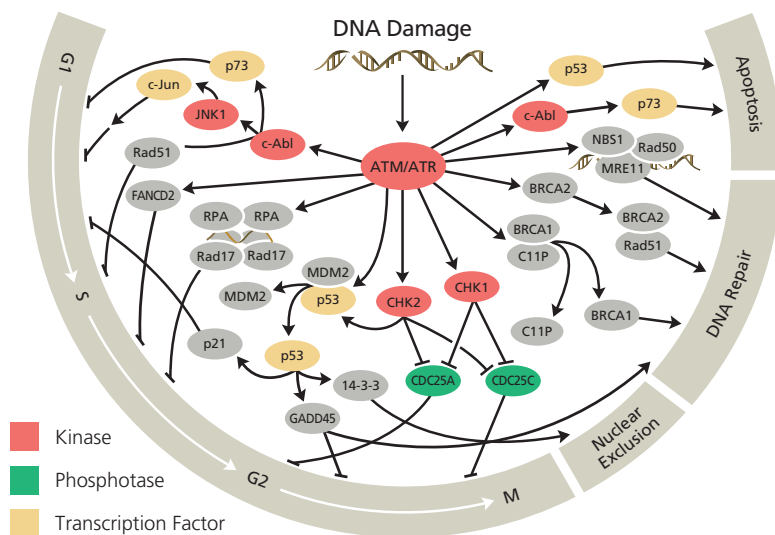 DNA Damage
G1
p73
c-Jun
JNK1
c-Abl
Rad51
FANCD2
RPA
RPA
Rad17
Rad17
ATM/ATR
p53
c-Abl
p73
Apoptosis
NBS1
Rad50
MRE11
BRCA2
BRCA2
Rad51
BRCA1
C11P
C11P
BRCA1
DNA Repair
MDM2
p53
MDM2
CHK2
CHK1
S
p21
p53
14-3-3
GADD45
CDC25A
CDC25C
Nuclear
Exclusion
G2
M
Kinase
Phosphotase
Transcription Factor